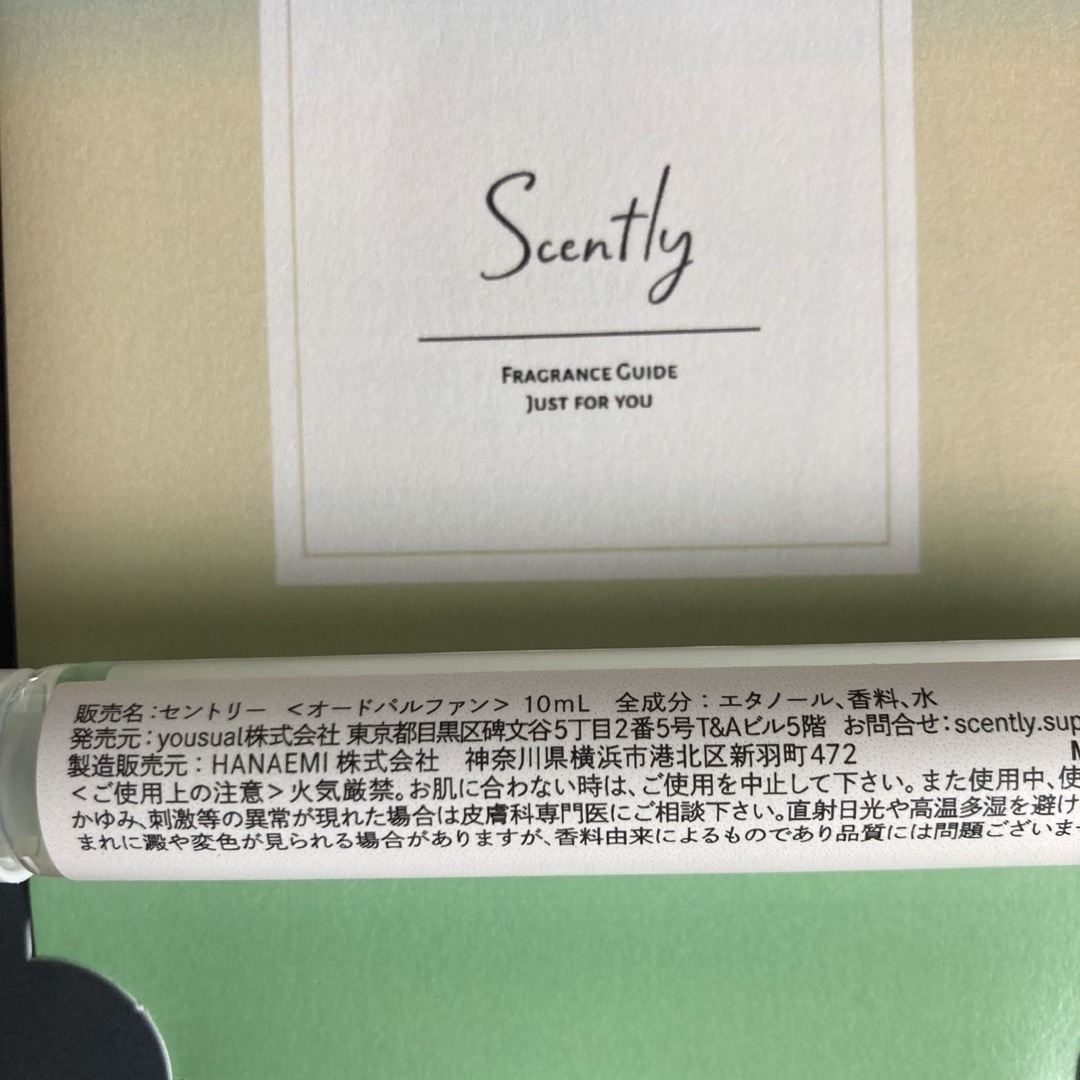 Scently
FRAGRANCE GUIDE
JUST FOR YOU
販売名:セントリー <オードパルファン> 10mL 全成分:エタノール、香料、水
発売元:yousual株式会社 東京都目黒区碑文谷5丁目2番5号T&Aビル5階 お問合せ:scently.sup
製造販売元:HANAEMI 株式会社 神奈川県横浜市港北区新羽町472
<ご使用上の注意>火気厳禁。お肌に合わない時は、ご使用を中止して下さい。また使用中、使
かゆみ、刺激等の異常が現れた場合は皮膚科専門医にご相談下さい。直射日光や高温多湿を避け
まれに澱や変色が見られる場合がありますが、香料由来によるものであり品質には問題ございませ